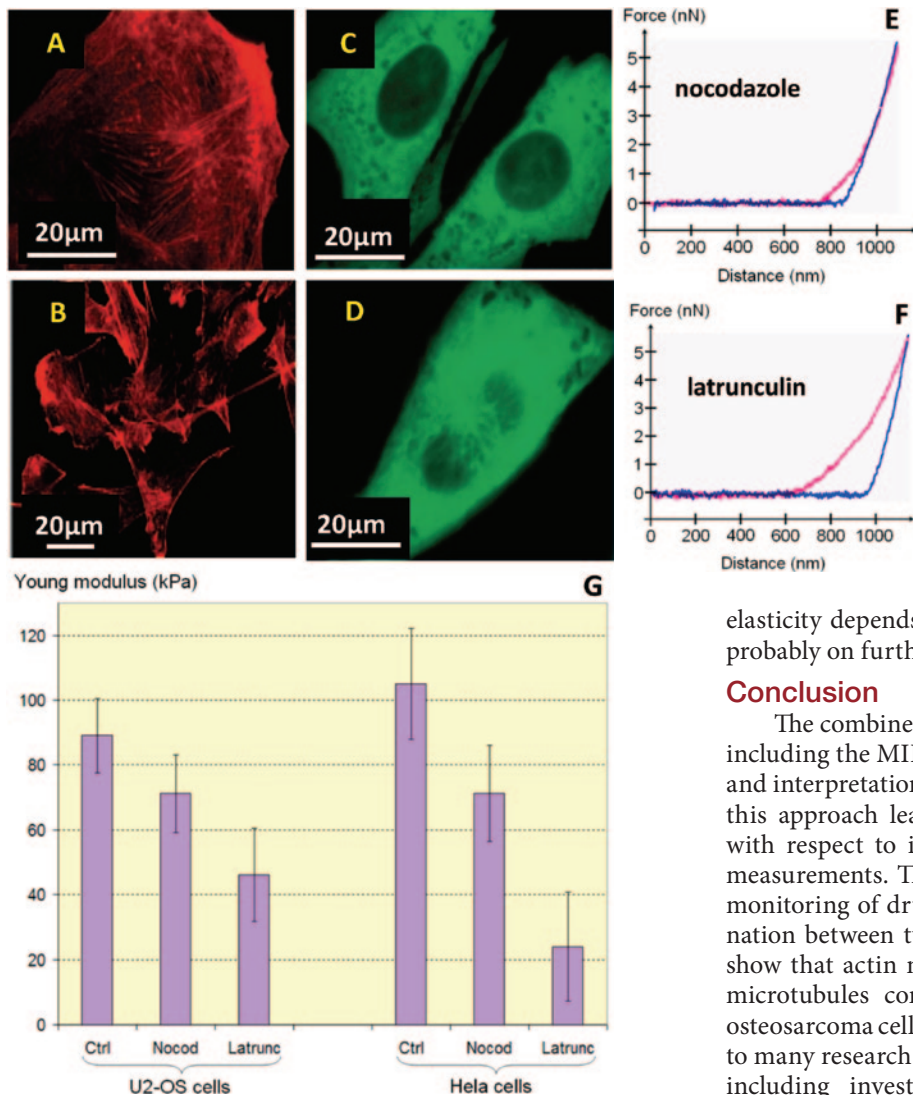 A
20μm
C
20μm
B
20μm
D
20μm
Force (nN)
E
nocodazole
5
4
3
2
1
0
0 200 400 600 800 1000
Distance (nm)
Force (nN)
F
latrunculin
5
4
3
2
1
0
0 200 400 600 800 1000
Distance (nm)
Young modulus (kPa)
G
120
100
80
60
40
20
0
Ctrl Nocod Latrunc Ctrl Nocod Latrunc
U2-OS cells Hela cells
elasticity depends
probably on furth
Conclusion
The combine
including the MI
and interpretation
this approach lea
with respect to i
measurements. T
monitoring of dr
nation between t
show that actin
microtubules con
osteosarcoma cell
to many research
including invest